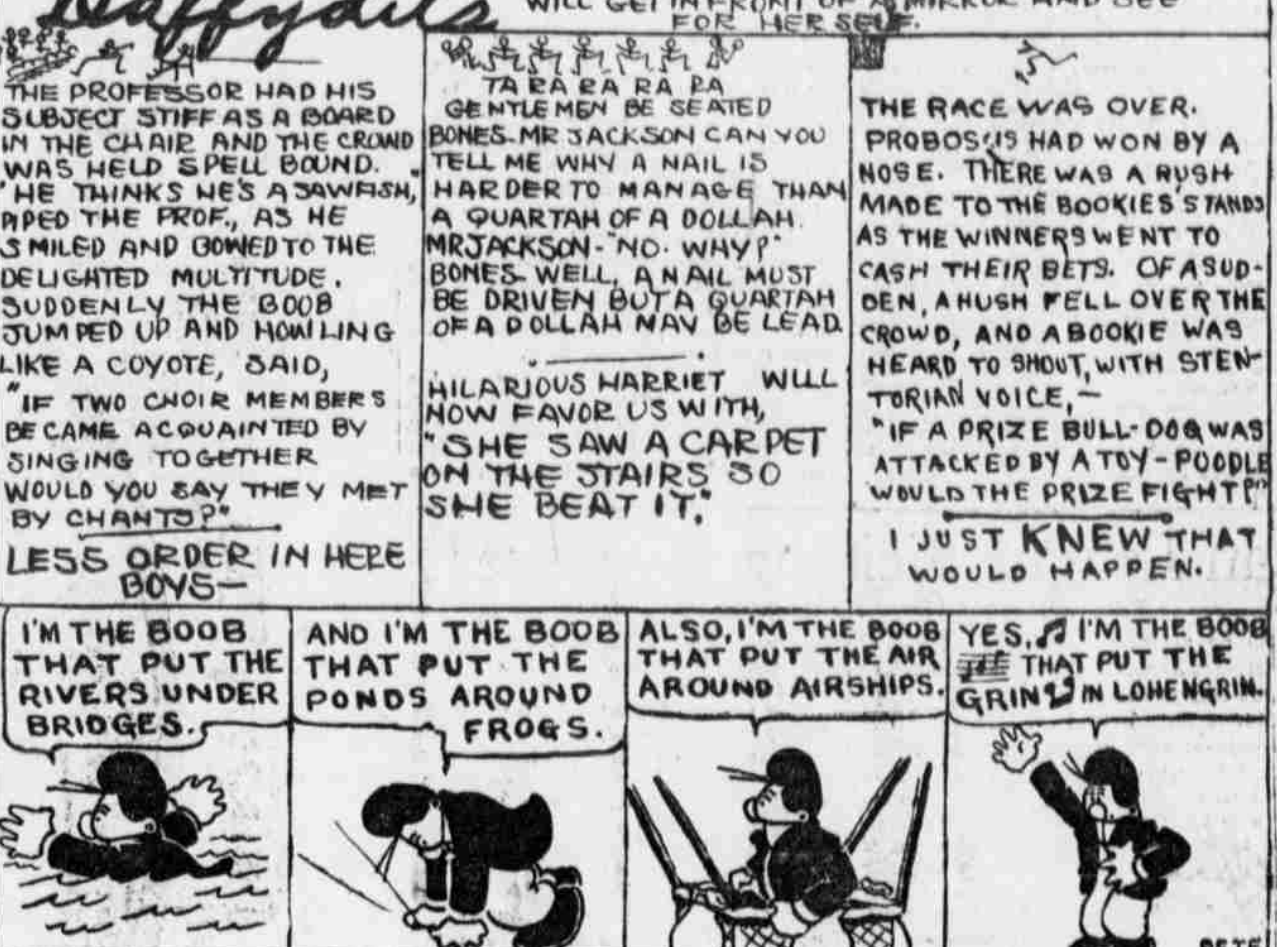 Daffydils
WILL GET IN FRONT OF A MIRROR AND SEE
FOR HER SELF.
THE PROFESSOR HAD HIS
SUBJECT STIFF AS A BOARD
IN THE CHAIR AND THE CROWD
WAS HELD SPELL BOUND.
"HE THINKS HE'S A SAWFISH,"
PIPED THE PROF., AS HE
SMILED AND BOWED TO THE
DELIGHTED MULTITUDE.
SUDDENLY THE BOOB
JUMPED UP AND HOWLING
LIKE A COYOTE, SAID,
"IF TWO CHOIR MEMBERS
BECAME ACQUAINTED BY
SINGING TOGETHER
WOULD YOU SAY THEY MET
BY CHANTS?"
LESS ORDER IN HERE
BOYS—
TA RA RA RA RA
GENTLEMEN BE SEATED
BONES-MR JACKSON CAN YOU
TELL ME WHY A NAIL IS
HARDER TO MANAGE THAN
A QUARTAH OF A DOLLAH.
MR JACKSON-"NO. WHY?"
BONES- WELL, A NAIL MUST
BE DRIVEN BUT A QUARTAH
OF A DOLLAH MAY BE LEAD
HILARIOUS HARRIET WILL
NOW FAVOR US WITH,
"SHE SAW A CARPET
ON THE STAIRS SO
SHE BEAT IT."
THE RACE WAS OVER.
PROBOSCIS HAD WON BY A
NOSE. THERE WAS A RUSH
MADE TO THE BOOKIES' STANDS
AS THE WINNERS WENT TO
CASH THEIR BETS. OF A SUD-
DEN, A HUSH FELL OVER THE
CROWD, AND A BOOKIE WAS
HEARD TO SHOUT, WITH STEN-
TORIAN VOICE,—
"IF A PRIZE BULL-DOG WAS
ATTACKED BY A TOY-POODLE
WOULD THE PRIZE FIGHT?"
I JUST KNEW THAT
WOULD HAPPEN.
I'M THE BOOB
THAT PUT THE
RIVERS UNDER
BRIDGES.
AND I'M THE BOOB
THAT PUT THE
PONDS AROUND
FROGS.
ALSO, I'M THE BOOB
THAT PUT THE AIR
AROUND AIRSHIPS.
YES, I'M THE BOOB
THAT PUT THE
GRIN IN LOHENGRIN.